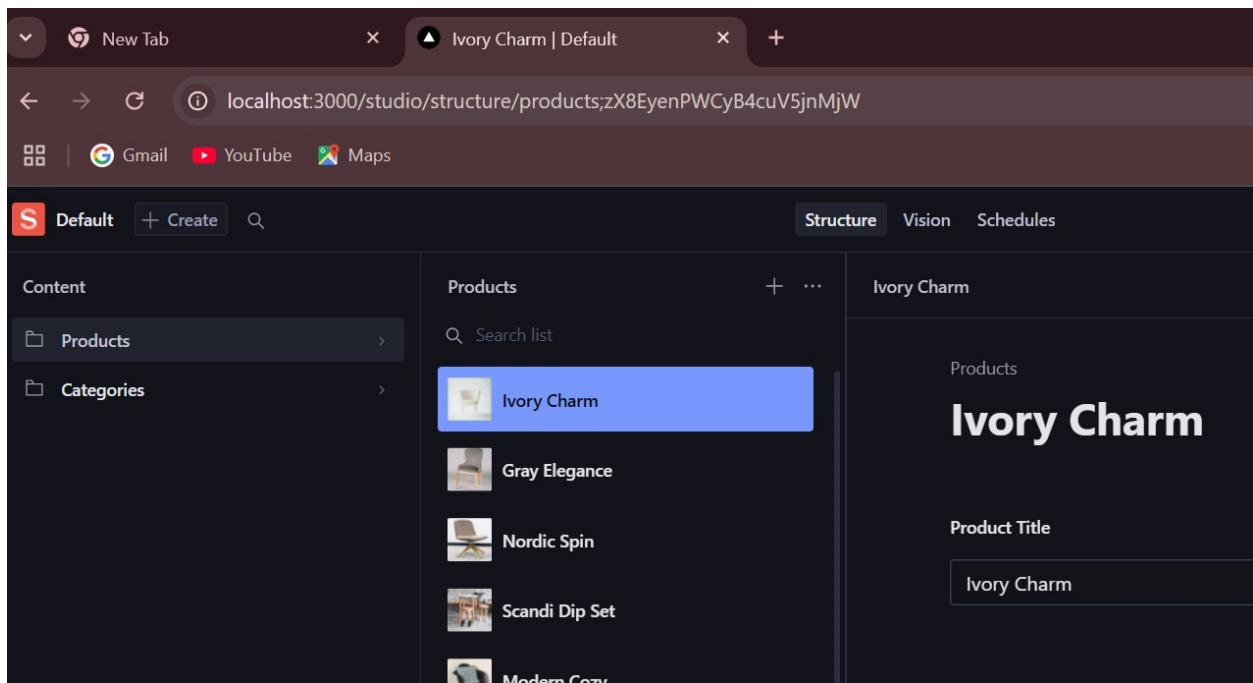 New Tab
Ivory Charm | Default
localhost:3000/studio/structure/products;zX8EyenPWCyB4cuV5jnMjW
Gmail YouTube Maps
S Default + Create Structure Vision Schedules
Content
Products
Categories
Products
Search list
Ivory Charm
Gray Elegance
Nordic Spin
Scandi Dip Set
Modern Cozy
Ivory Charm
Products
Ivory Charm
Product Title
Ivory Charm